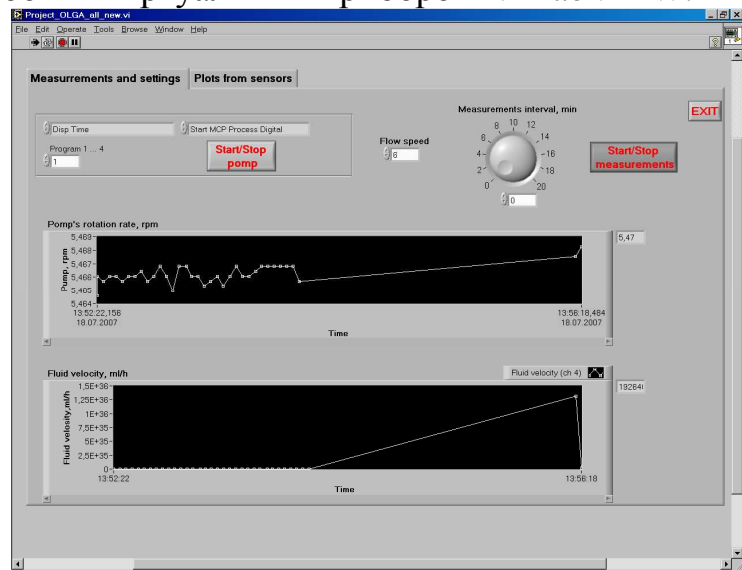 Project_OLGA_all_new.vi
File Edit Operate Tools Browse Window Help
Measurrements and settings Plots from sensors
Measurements interval, min
EXIT
Disp Time Start MCP Process Digital
Program 1 ... 4
1
Start/Stop
pomp
Flow speed
6
0 2 4 6 8 10 12 14 16 18 20
0
Start/Stop
measurements
Pomp's rotation rate, rpm
5,47
Pump, rpm
5,469
5,468
5,467
5,466
5,465
5,464
13:52:22,156 13:56:18,484
18.07.2007 18.07.2007
Time
Fluid velocity, ml/h
Fluid velocity (ch 4)
19264
Fluid velosity,ml/h
1,5E+36
1,25E+36
1E+36
7,5E+35
5E+35
2,5E+35
0
13:52:22 13:56:18
Time